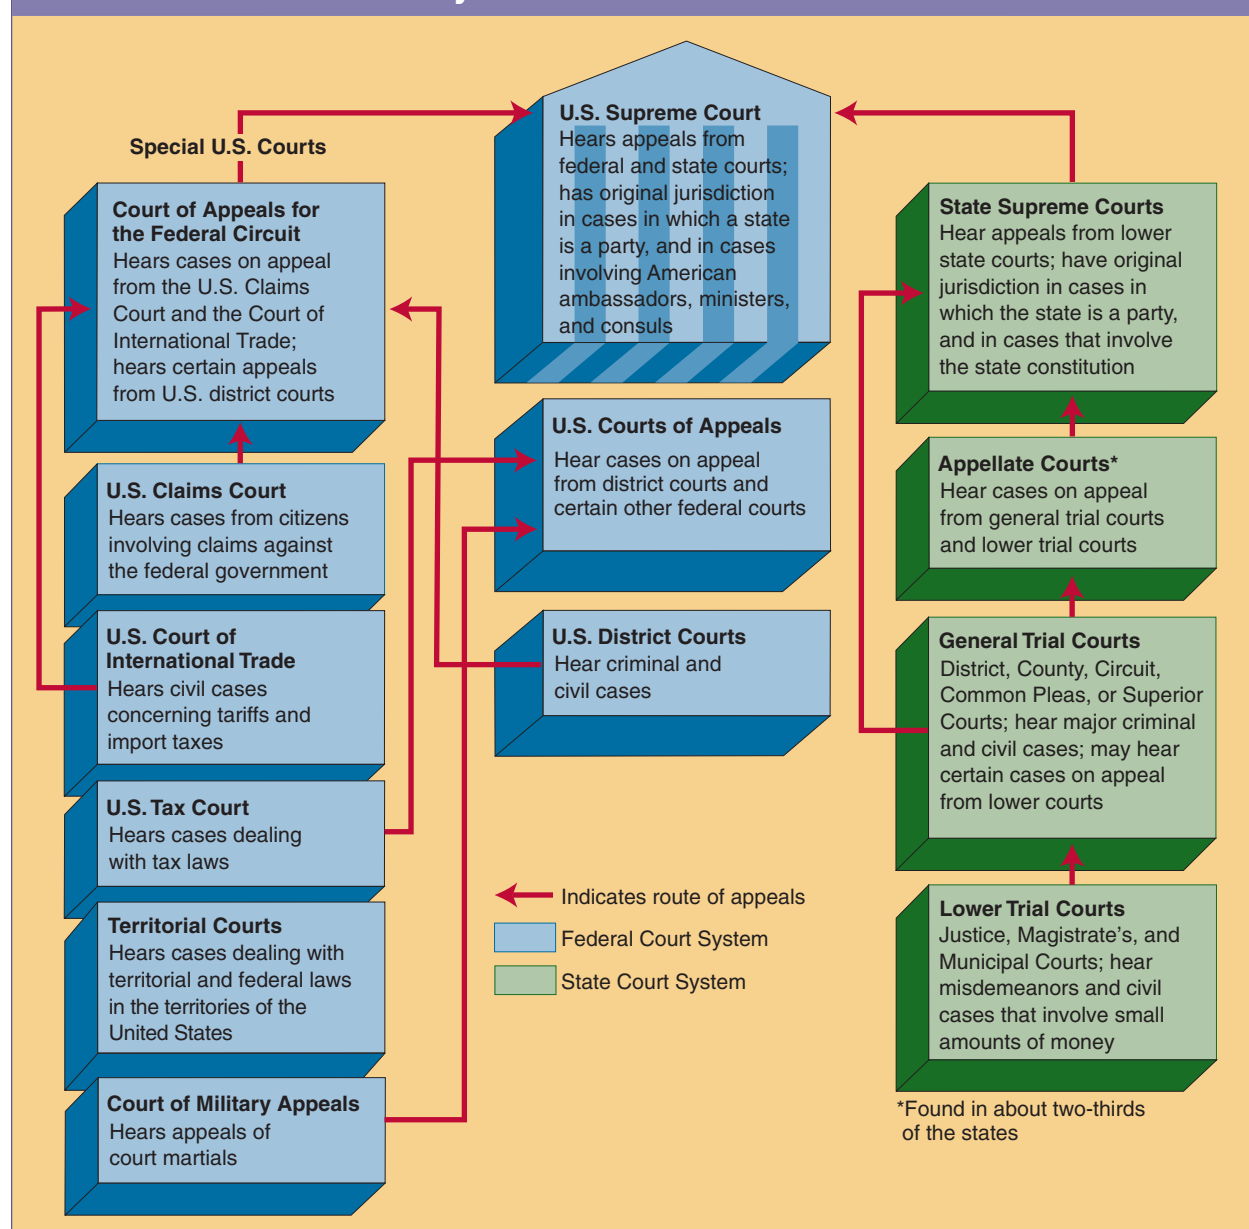 Special U.S. Courts
Court of Appeals for
the Federal Circuit
Hears cases on appeal
from the U.S. Claims
Court and the Court of
International Trade;
hears certain appeals
from U.S. district courts
U.S. Claims Court
Hears cases from citizens
involving claims against
the federal government
U.S. Court of
International Trade
Hears civil cases
concerning tariffs and
import taxes
U.S. Tax Court
Hears cases dealing
with tax laws
Territorial Courts
Hears cases dealing with
territorial and federal laws
in the territories of the
United States
Court of Military Appeals
Hears appeals of
court martials
U.S. Supreme Court
Hears appeals from
federal and state courts;
has original jurisdiction
in cases in which a state
is a party, and in cases
involving American
ambassadors, ministers,
and consuls
U.S. Courts of Appeals
Hear cases on appeal
from district courts and
certain other federal courts
U.S. District Courts
Hear criminal and
civil cases
Indicates route of appeals
Federal Court System
State Court System
State Supreme Courts
Hear appeals from lower
state courts; have original
jurisdiction in cases in
which the state is a party,
and in cases that involve
the state constitution
Appellate Courts*
Hear cases on appeal
from general trial courts
and lower trial courts
General Trial Courts
District, County, Circuit,
Common Pleas, or Superior
Courts; hear major criminal
and civil cases; may hear
certain cases on appeal
from lower courts
Lower Trial Courts
Justice, Magistrate's, and
Municipal Courts; hear
misdemeanors and civil
cases that involve small
amounts of money
*Found in about two-thirds
of the states